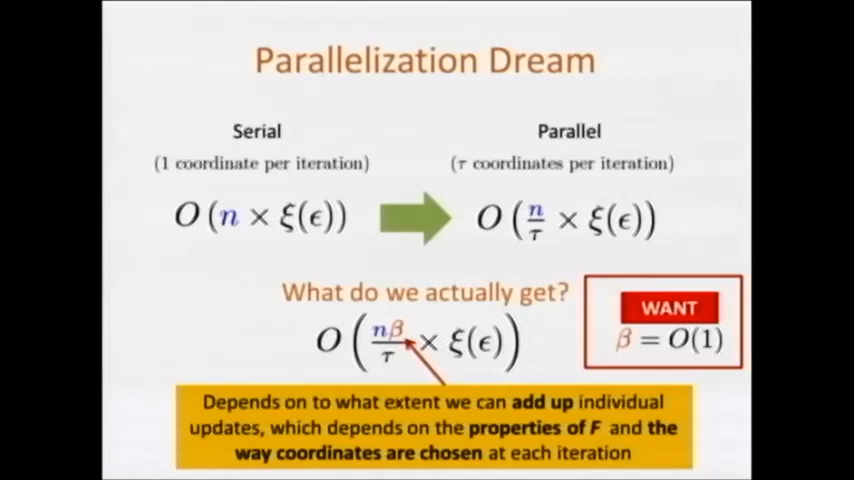 Parallelization Dream
Serial
(1 coordinate per iteration)
O(n × ξ(ϵ))
Parallel
(τ coordinates per iteration)
O(n/τ × ξ(ϵ))
What do we actually get?
O(nβ/τ × ξ(ϵ))
WANT
β = O(1)
Depends on to what extent we can add up individual
updates, which depends on the properties of F and the
way coordinates are chosen at each iteration